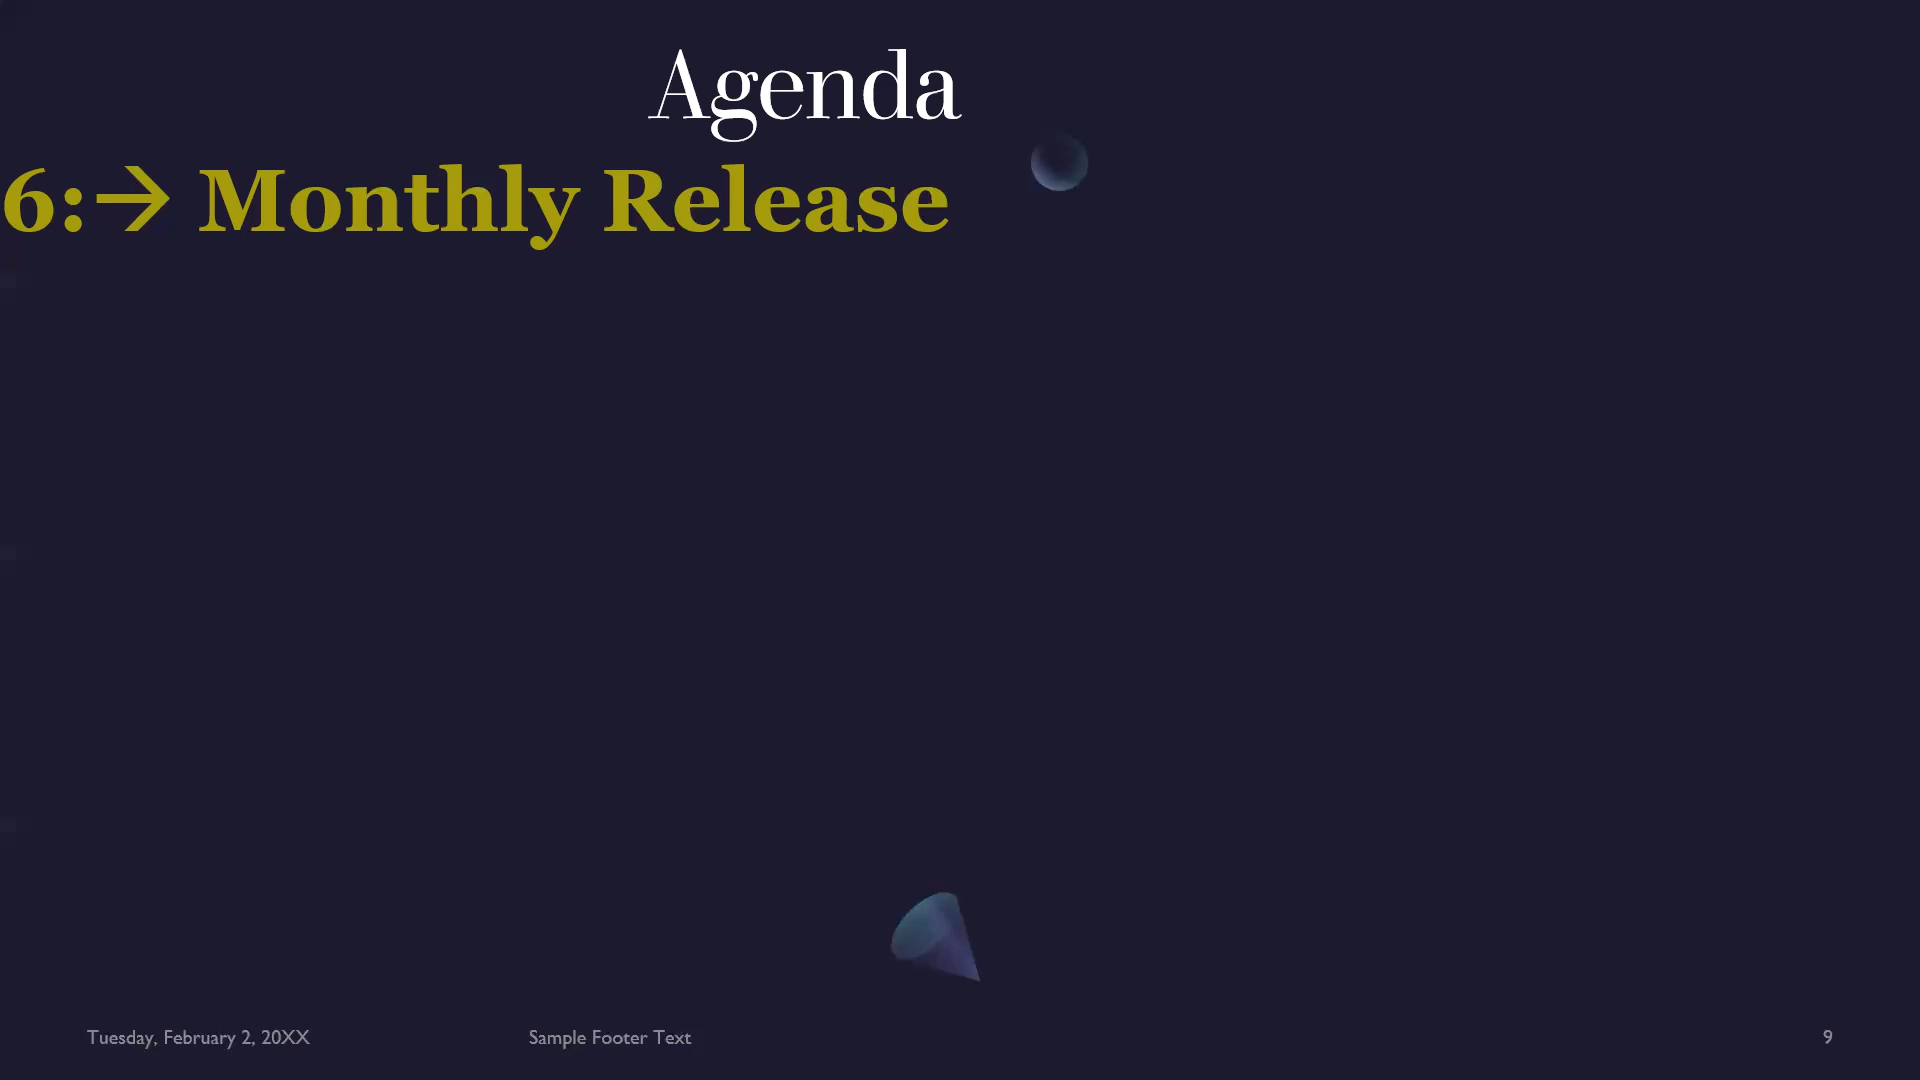 Agenda
6:→ Monthly Release
Tuesday, February 2, 20XX
Sample Footer Text
9